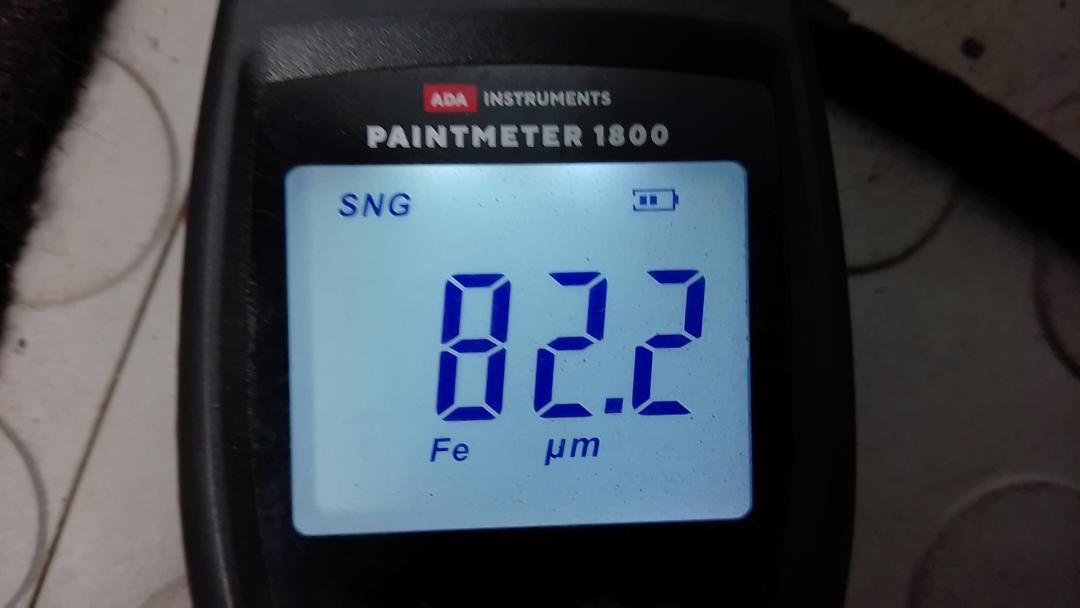 ADA INSTRUMENTS
PAINTMETER 1800
SNG
82.2
Fe µm